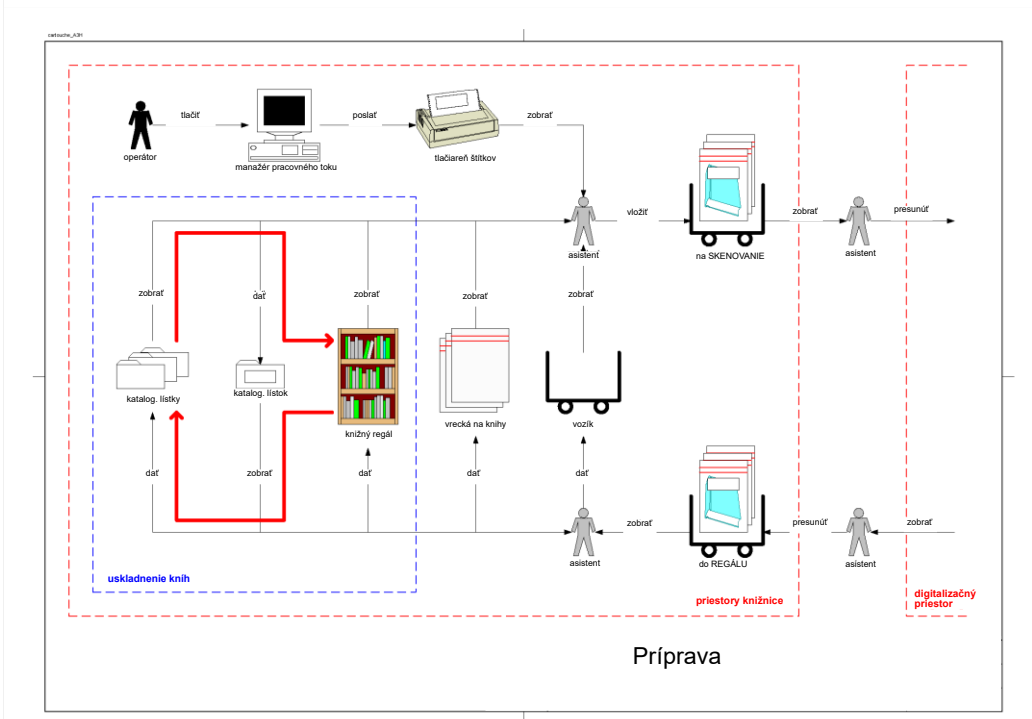 cartouche_A3H
tlačiť
poslať
zobrať
operátor
manažér pracovného toku
tlačiareň štítkov
vložiť
zobrať
presunúť
asistent
na SKENOVANIE
asistent
zobrať
dať
zobrať
zobrať
zobrať
katalog. lístky
katalog. lístok
knižný regál
vrecká na knihy
vozík
dať
zobrať
dať
dať
dať
zobrať
presunúť
zobrať
asistent
do REGÁLU
asistent
uskladnenie kníh
priestory knižnice
digitalizačný
priestor
Príprava